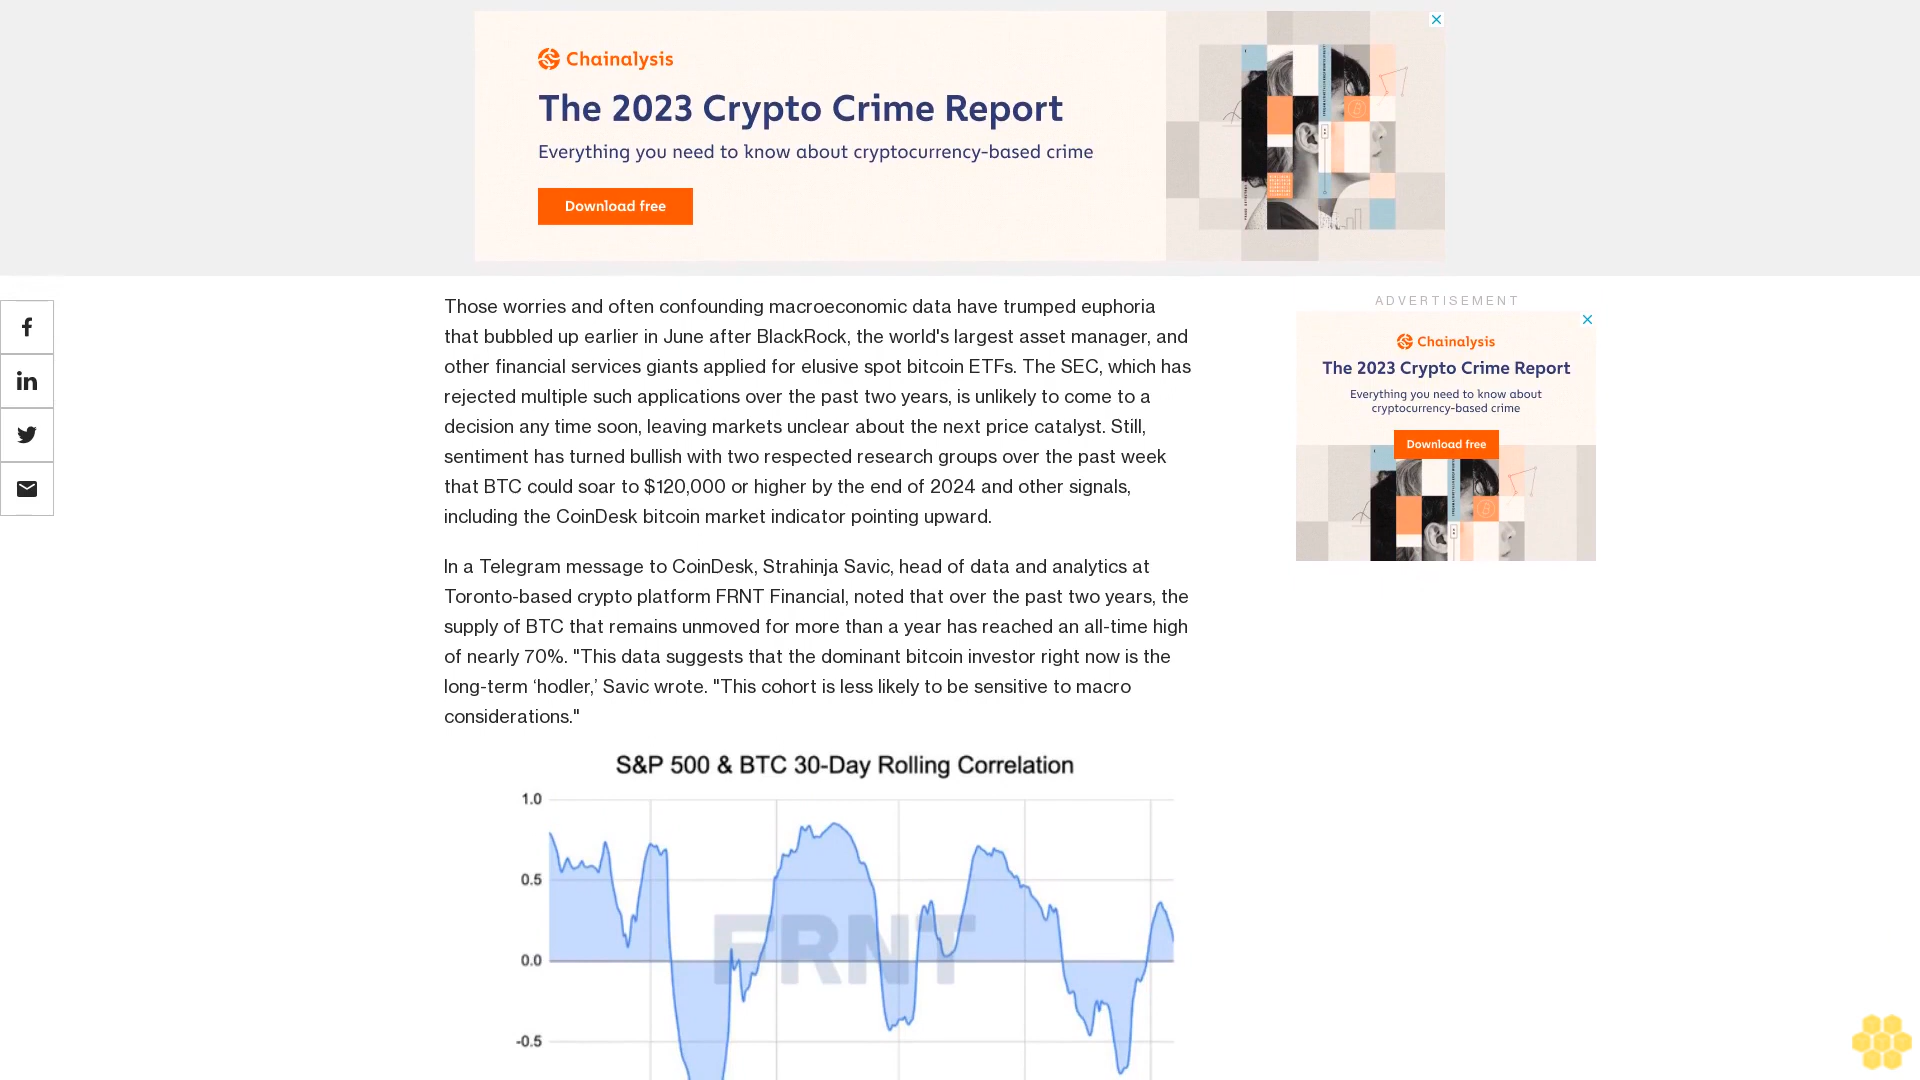 Chainalysis
The 2023 Crypto Crime Report
Everything you need to know about cryptocurrency-based crime
Download free
Those worries and often confounding macroeconomic data have trumped euphoria
that bubbled up earlier in June after BlackRock, the world's largest asset manager, and
other financial services giants applied for elusive spot bitcoin ETFs. The SEC, which has
rejected multiple such applications over the past two years, is unlikely to come to a
decision any time soon, leaving markets unclear about the next price catalyst. Still,
sentiment has turned bullish with two respected research groups over the past week
that BTC could soar to $120,000 or higher by the end of 2024 and other signals,
including the CoinDesk bitcoin market indicator pointing upward.
In a Telegram message to CoinDesk, Strahinja Savic, head of data and analytics at
Toronto-based crypto platform FRNT Financial, noted that over the past two years, the
supply of BTC that remains unmoved for more than a year has reached an all-time high
of nearly 70%. "This data suggests that the dominant bitcoin investor right now is the
long-term ‘hodler,’ Savic wrote. "This cohort is less likely to be sensitive to macro
considerations."
S&P 500 & BTC 30-Day Rolling Correlation
1.0
0.5
0.0
-0.5
FRNT
ADVERTISEMENT
Chainalysis
The 2023 Crypto Crime Report
Everything you need to know about
cryptocurrency-based crime
Download free